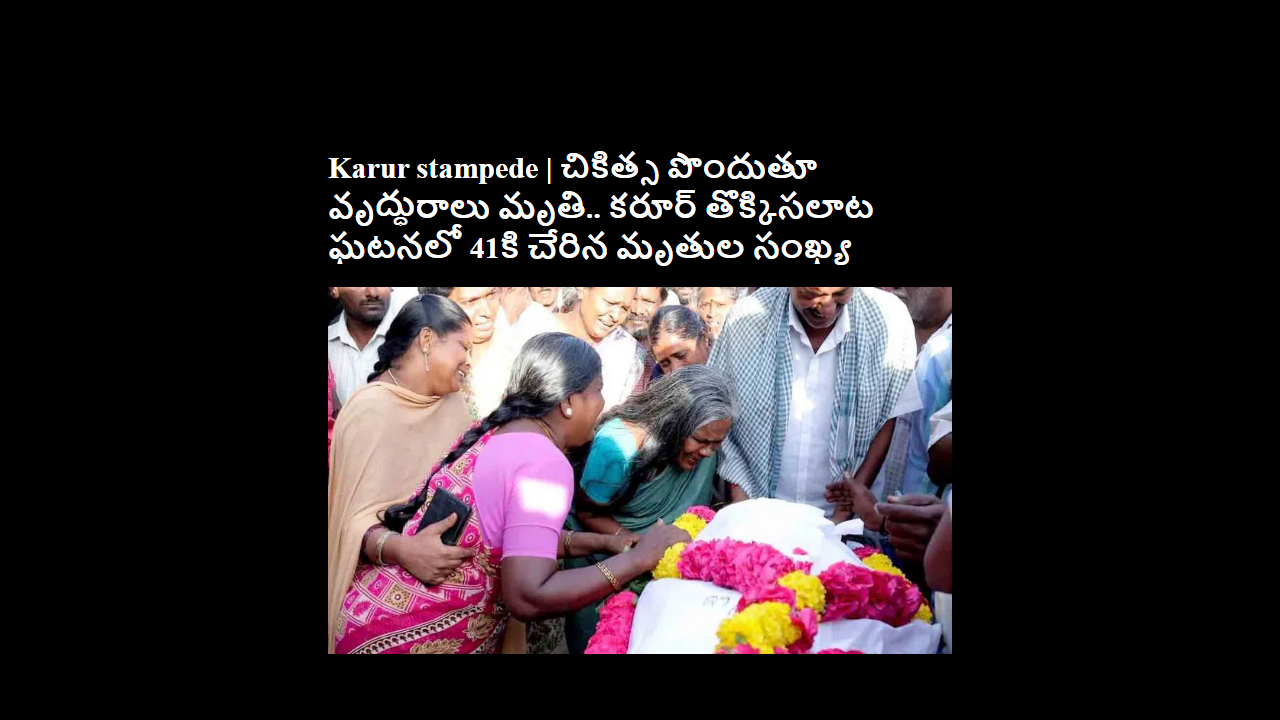 Karur stampede | చికిత్స పొందుతూ
వృద్ధురాలు మృతి.. కరూర్‌ తొక్కిసలాట
ఘటనలో 41కి చేరిన మృతుల సంఖ్య